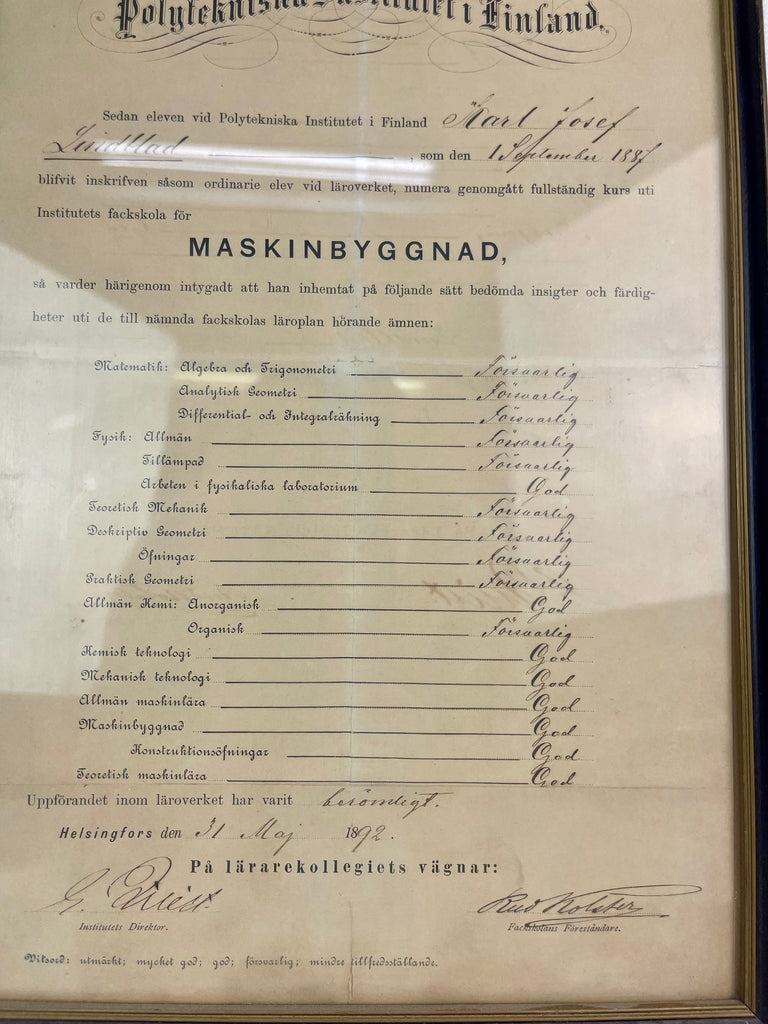 Polytekniska Institutet i Finland.
Sedan eleven vid Polytekniska Institutet i Finland Karl Josef
Lindblad, som den 1 September 1887
blifvit inskrifven såsom ordinarie elev vid läroverket, numera genomgått fullständig kurs uti
Institutets fackskola för
MASKINBYGGNAD,
så varder härigenom intygadt att han inhemtat på följande sätt bedömda insigter och färdig-
heter uti de till nämnda fackskolas läroplan hörande ämnen:
Matematik: Algebra och Trigonometri Försvarlig
Analytisk Geometri Försvarlig
Differential- och Integralräkning Försvarlig
Fysik: Allmän Försvarlig
Tillämpad Försvarlig
Arbeten i fysikaliska laboratorium God
Teoretisk Mekanik Försvarlig
Deskriptiv Geometri Försvarlig
Öfningar Försvarlig
Praktisk Geometri Försvarlig
Allmän Kemi: Anorganisk God
Organisk Försvarlig
Kemisk teknologi God
Mekanisk teknologi God
Allmän maskinlära God
Maskinbyggnad God
Konstruktionsöfningar God
Teoretisk maskinlära God
Uppförandet inom läroverket har varit berömligt.
Helsingfors den 31 Maj 1892.
På lärarekollegiets vägnar:
Rud Kolster
Institutets Direktor. Fackskolans Föreståndare.
Vitsord: utmärkt; mycket god; god; försvarlig; mindre tillfredsställande.